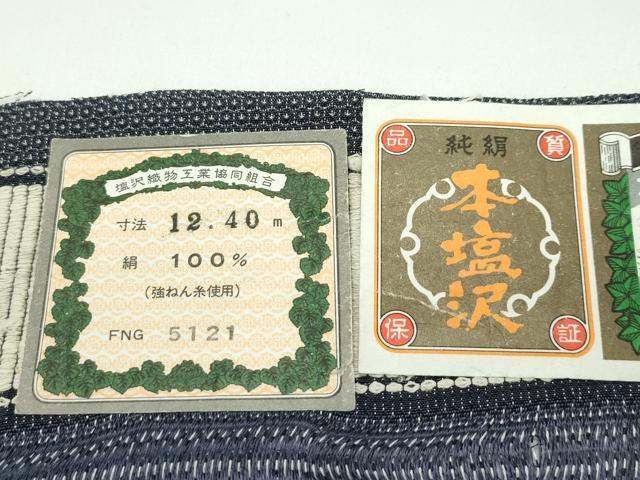 塩沢織物工業協同組合
寸法 12.40 m
絹 100%
(強ねん糸使用)
FNG 5121
品質
純絹
本塩沢
保証